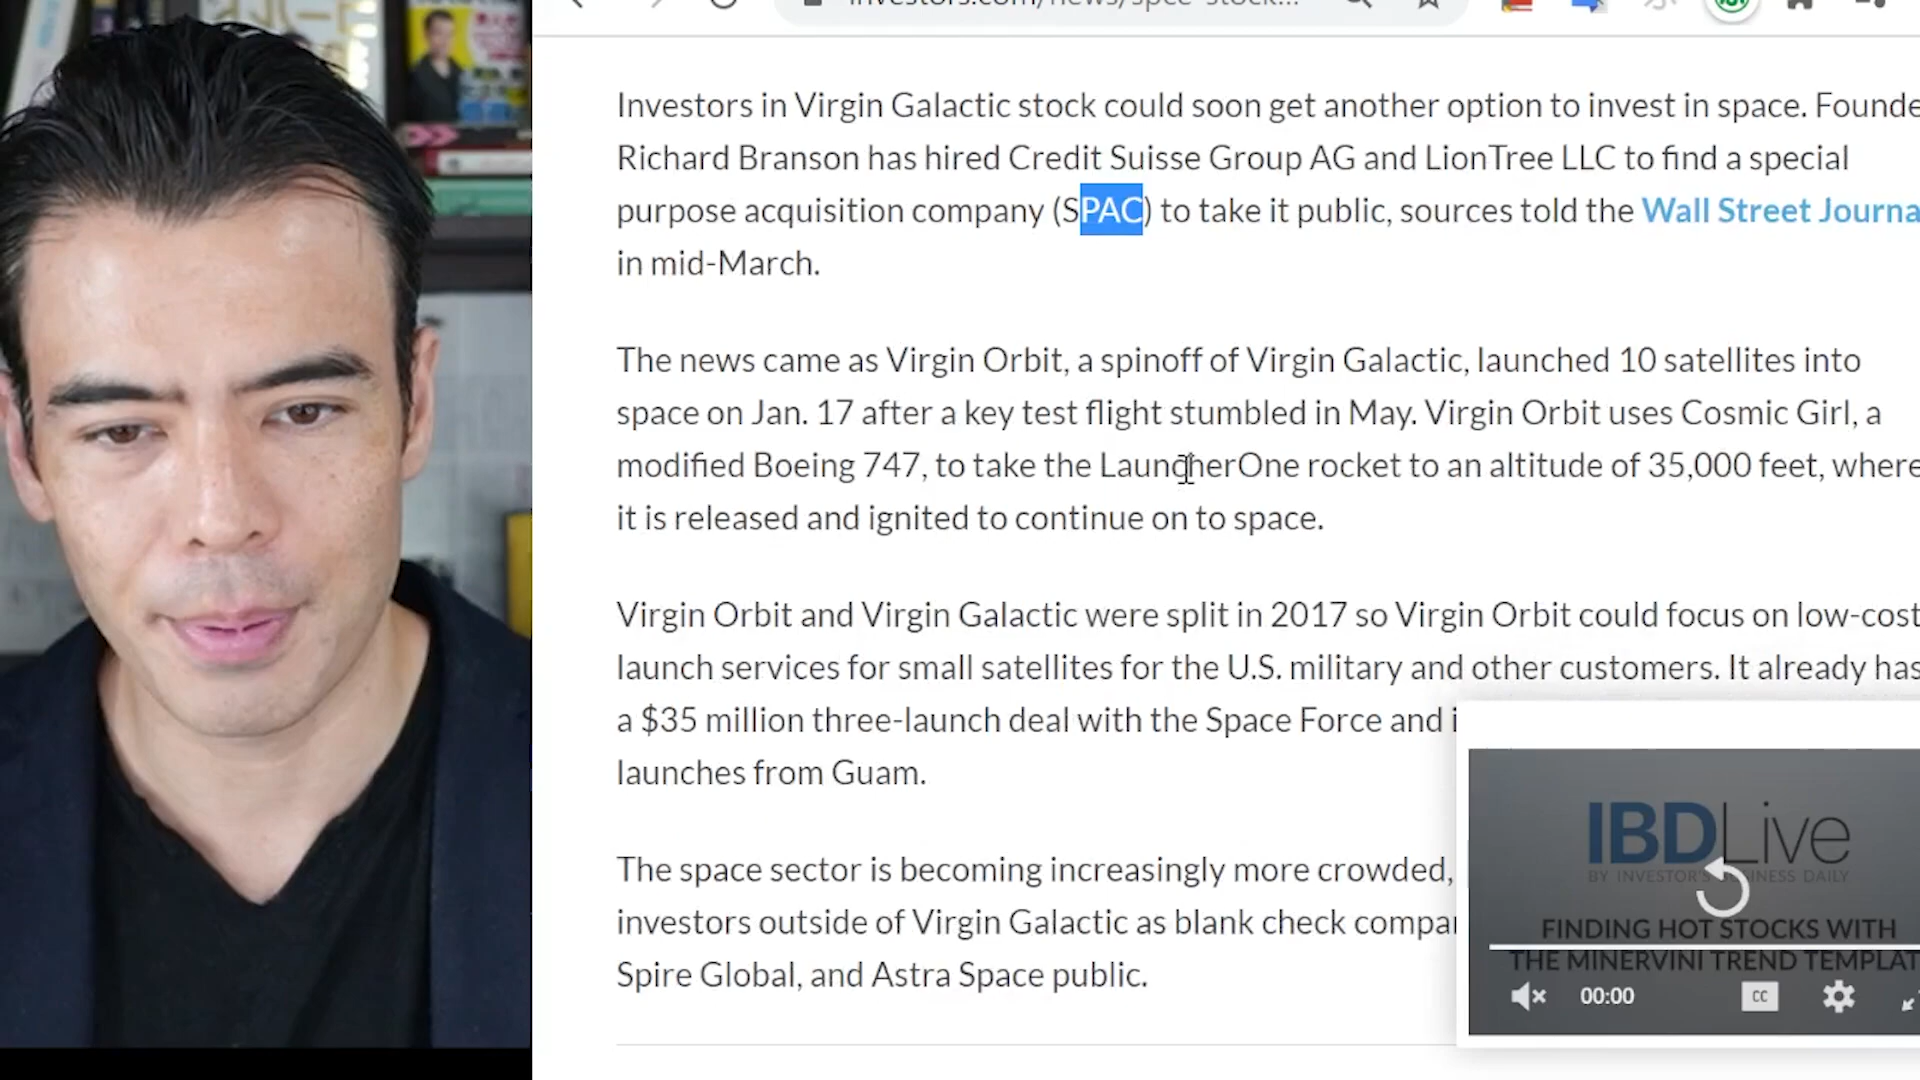 investors.com/news/spce-stock...
Investors in Virgin Galactic stock could soon get another option to invest in space. Founde
Richard Branson has hired Credit Suisse Group AG and LionTree LLC to find a special
purpose acquisition company (SPAC) to take it public, sources told the Wall Street Journa
in mid-March.
The news came as Virgin Orbit, a spinoff of Virgin Galactic, launched 10 satellites into
space on Jan. 17 after a key test flight stumbled in May. Virgin Orbit uses Cosmic Girl, a
modified Boeing 747, to take the LauncherOne rocket to an altitude of 35,000 feet, where
it is released and ignited to continue on to space.
Virgin Orbit and Virgin Galactic were split in 2017 so Virgin Orbit could focus on low-cost
launch services for small satellites for the U.S. military and other customers. It already has
a $35 million three-launch deal with the Space Force and i
launches from Guam.
The space sector is becoming increasingly more crowded,
investors outside of Virgin Galactic as blank check compa
Spire Global, and Astra Space public.
IBDLive
BY INVESTOR'S BUSINESS DAILY
FINDING HOT STOCKS WITH
THE MINERVINI TREND TEMPLAT
00:00
CC